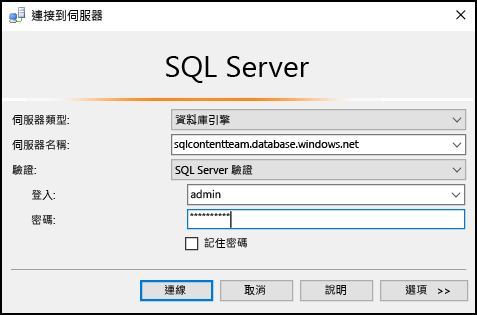 連接到伺服器
SQL Server
伺服器類型: 資料庫引擎
伺服器名稱: sqlcontentteam.database.windows.net
驗證: SQL Server 驗證
登入: admin
密碼: **********
記住密碼
連線 取消 說明 選項 >>